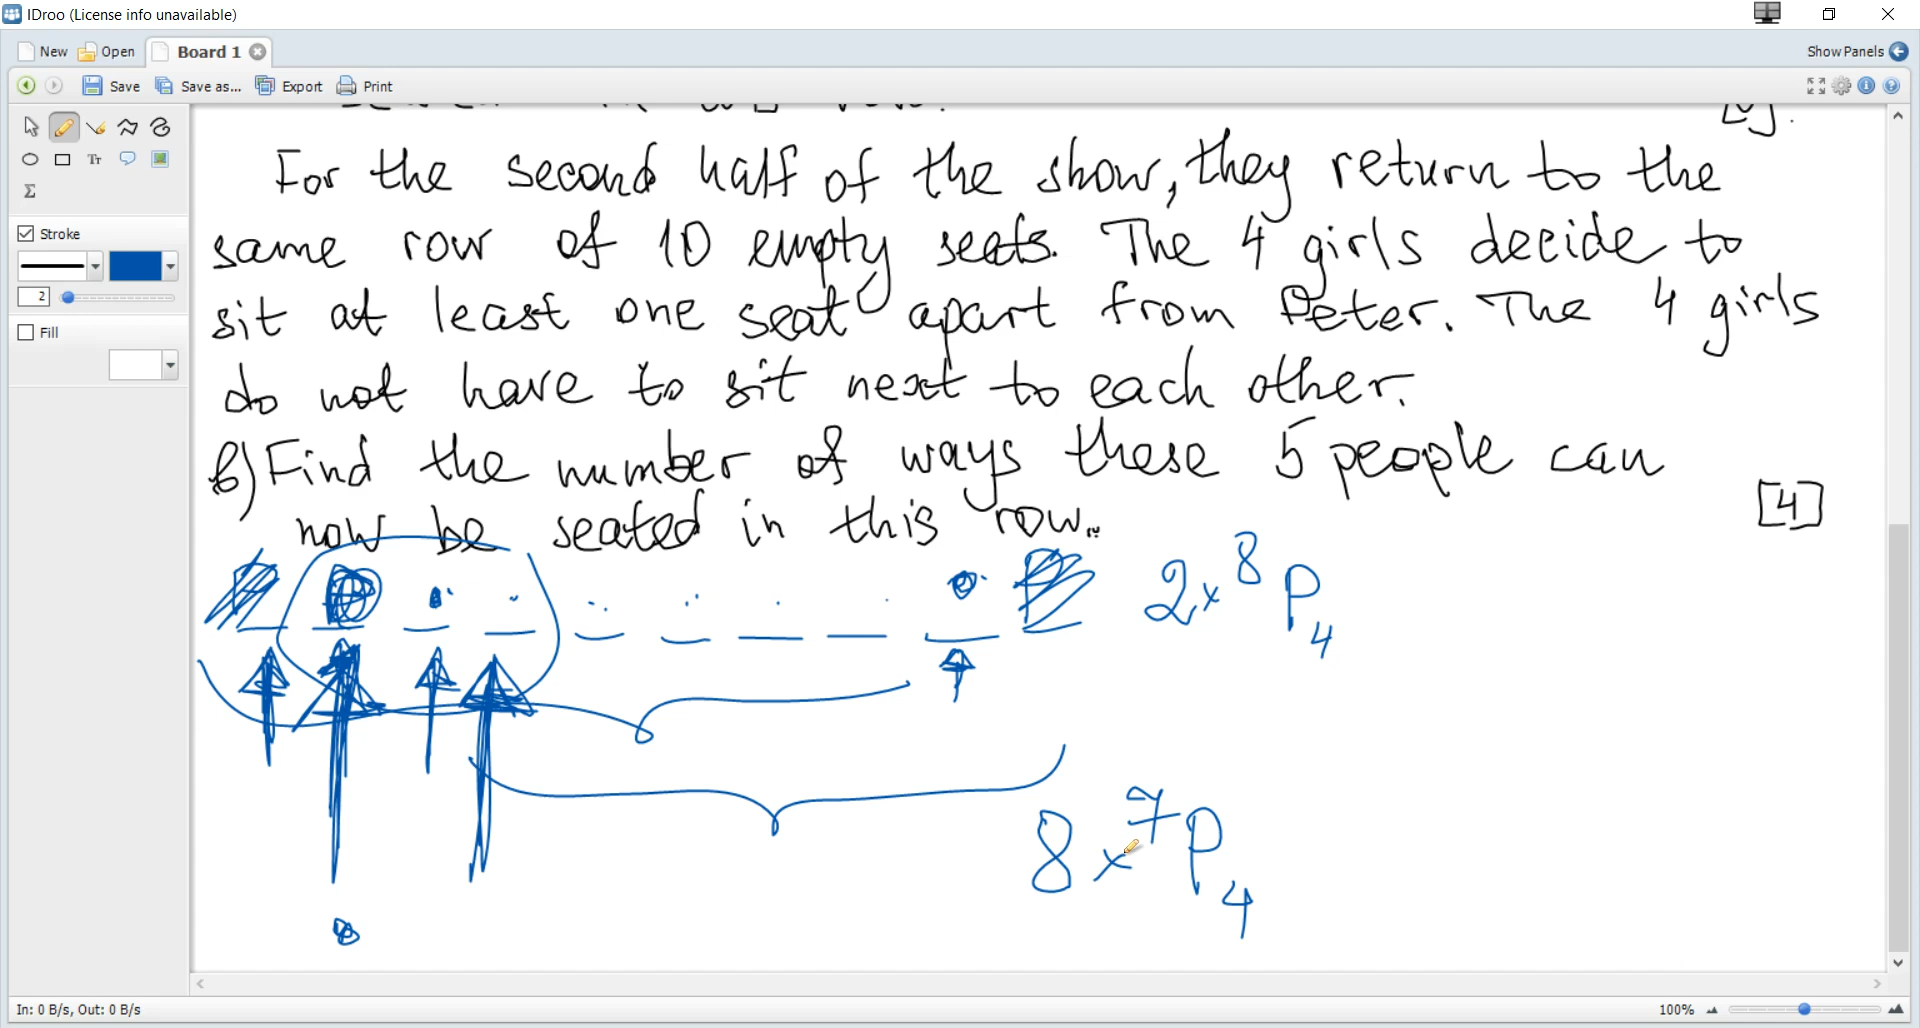 IDroo (License info unavailable)
New Open Board 1 Show Panels
Save Save as... Export Print
For the second half of the show, they return to the
same row of 10 empty seats. The 4 girls decide to
sit at least one seat apart from Peter. The 4 girls
do not have to sit next to each other.
b) Find the number of ways these 5 people can
now be seated in this row. [4]
2 × ⁸P₄
8 × ⁷P₄
Tr
Σ
Stroke
2
Fill
In: 0 B/s, Out: 0 B/s 100%